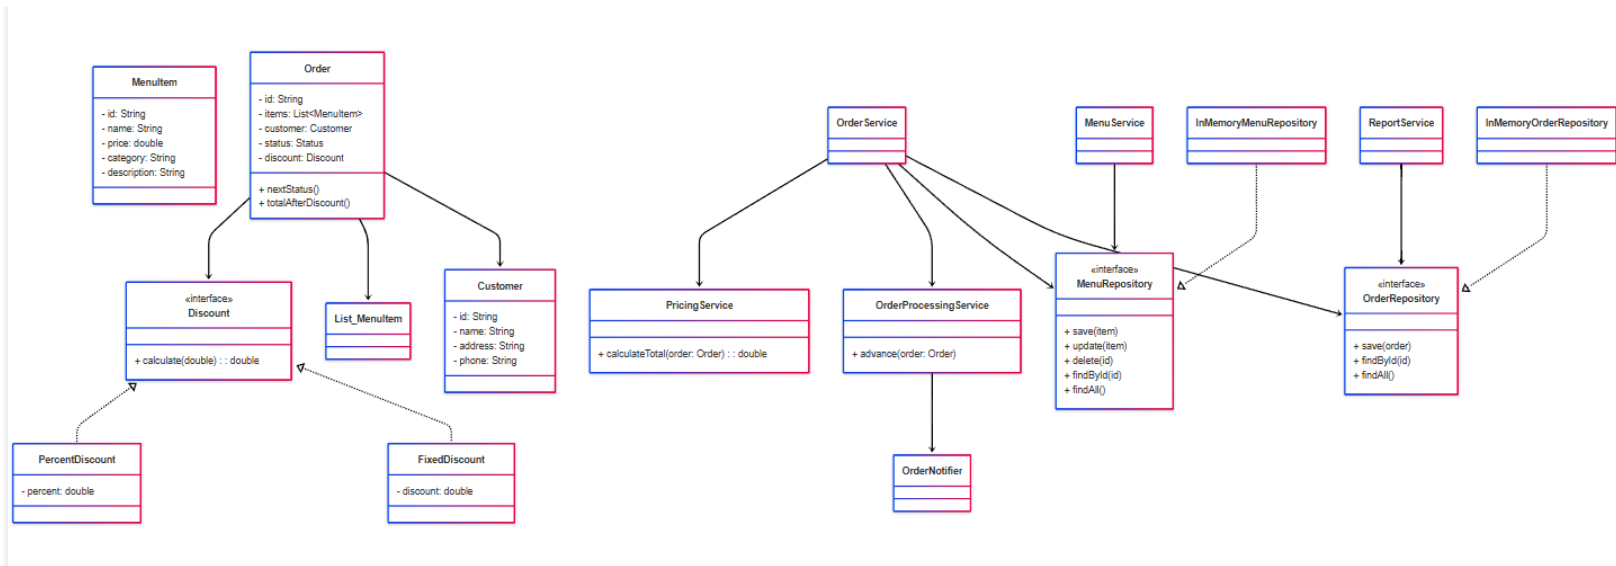 MenuItem
- id: String
- name: String
- price: double
- category: String
- description: String
Order
- id: String
- items: List<MenuItem>
- customer: Customer
- status: Status
- discount: Discount
+ nextStatus()
+ totalAfterDiscount()
«interface»
Discount
+ calculate(double) : : double
List_MenuItem
Customer
- id: String
- name: String
- address: String
- phone: String
PercentDiscount
- percent: double
FixedDiscount
- discount: double
OrderService
MenuService
InMemoryMenuRepository
ReportService
InMemoryOrderRepository
PricingService
+ calculateTotal(order: Order) : : double
OrderProcessingService
+ advance(order: Order)
«interface»
MenuRepository
+ save(item)
+ update(item)
+ delete(id)
+ findById(id)
+ findAll()
«interface»
OrderRepository
+ save(order)
+ findById(id)
+ findAll()
OrderNotifier